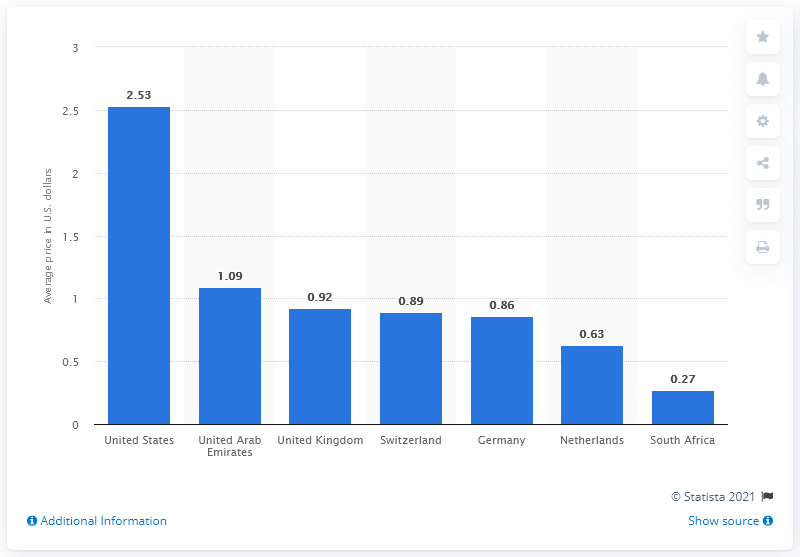 3
2.5
2
1.5
1
0.5
0
Average price in U.S. dollars
2.53
1.09
0.92
0.89
0.86
0.63
0.27
United States
United Arab
Emirates
United Kingdom
Switzerland
Germany
Netherlands
South Africa
© Statista 2021
Additional Information
Show source